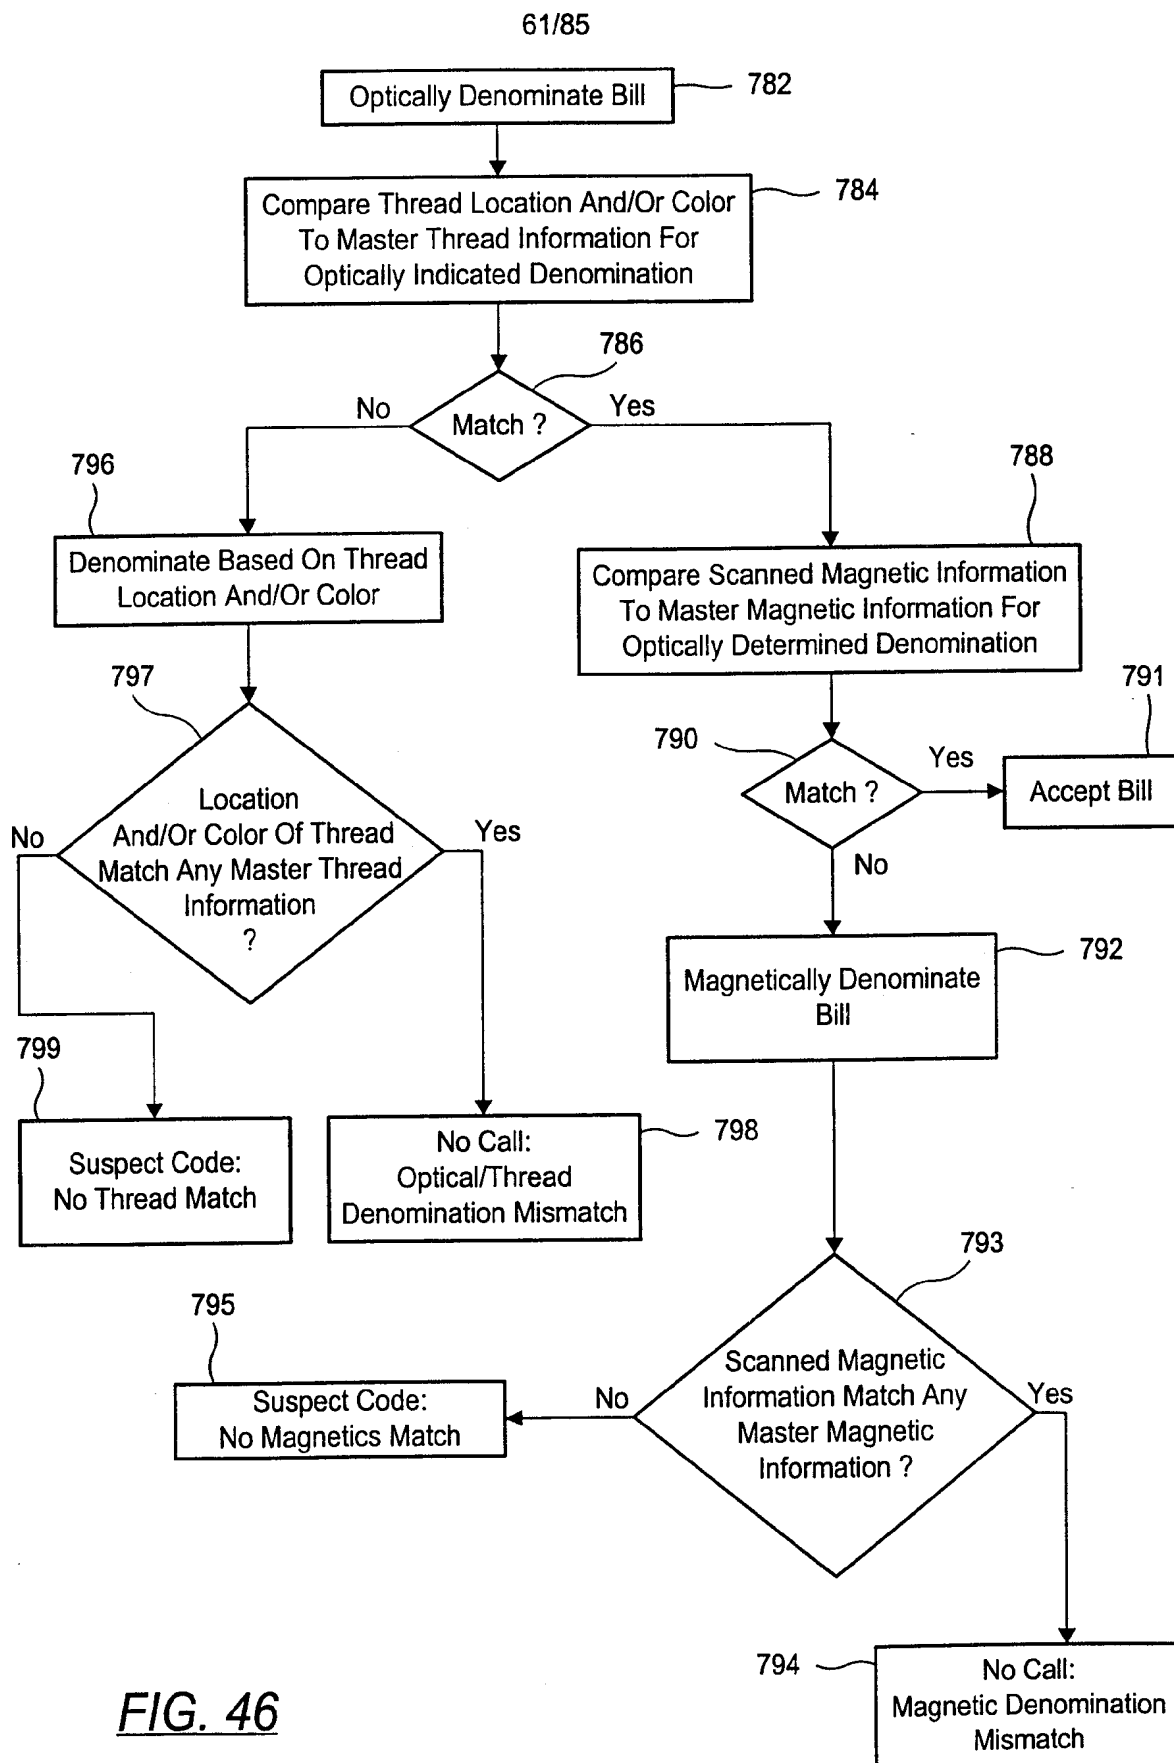 61/85
Optically Denominate Bill
782
Compare Thread Location And/Or Color
To Master Thread Information For
Optically Indicated Denomination
784
786
Match ?
No
Yes
796
Denominate Based On Thread
Location And/Or Color
788
Compare Scanned Magnetic Information
To Master Magnetic Information For
Optically Determined Denomination
797
Location
And/Or Color Of Thread
Match Any Master Thread
Information
?
No
Yes
790
Match ?
Yes
No
791
Accept Bill
792
Magnetically Denominate
Bill
799
Suspect Code:
No Thread Match
798
No Call:
Optical/Thread
Denomination Mismatch
793
Scanned Magnetic
Information Match Any
Master Magnetic
Information ?
No
Yes
795
Suspect Code:
No Magnetics Match
794
No Call:
Magnetic Denomination
Mismatch
FIG. 46